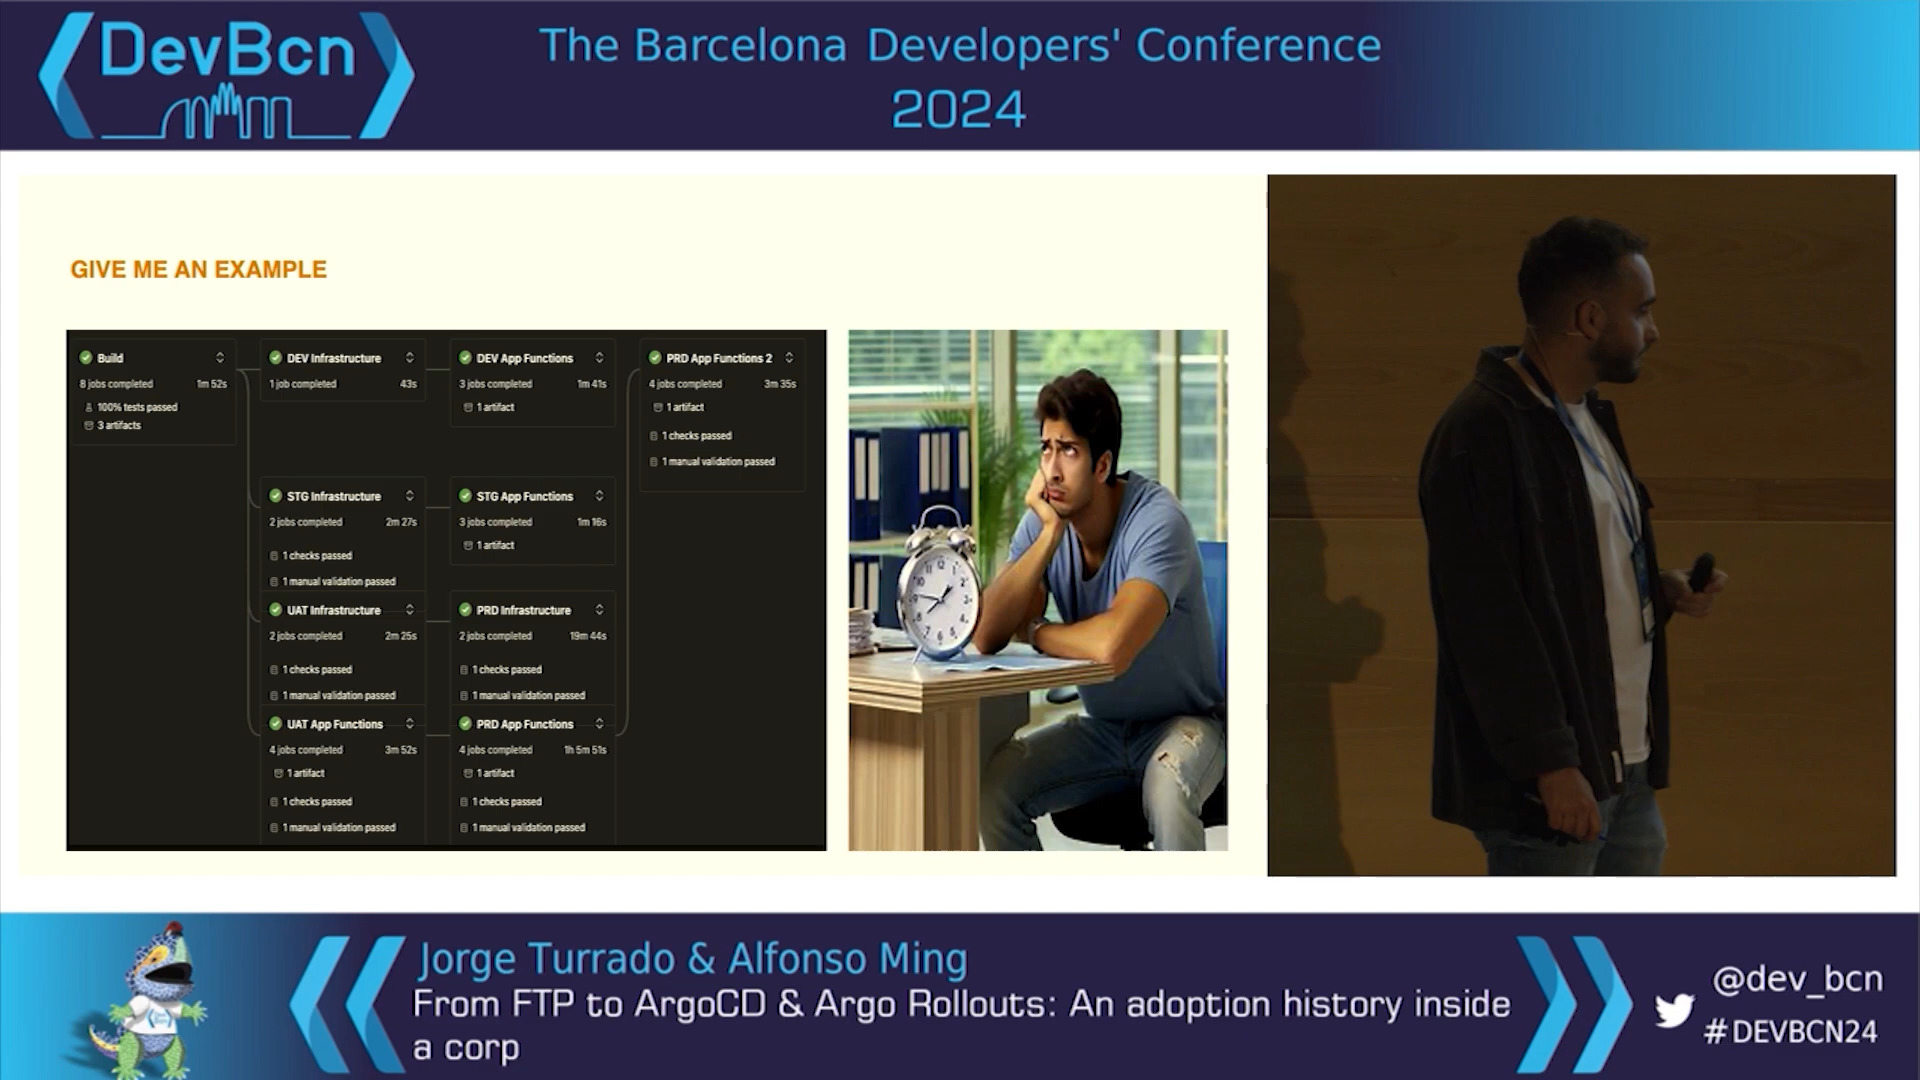 DevBcn
The Barcelona Developers' Conference
2024
GIVE ME AN EXAMPLE
Build
8 jobs completed 1m 52s
100% tests passed
3 artifacts
DEV Infrastructure
1 job completed 43s
DEV App Functions
3 jobs completed 1m 41s
1 artifact
PRD App Functions 2
4 jobs completed 3m 35s
1 artifact
1 checks passed
1 manual validation passed
STG Infrastructure
2 jobs completed 2m 27s
1 checks passed
1 manual validation passed
STG App Functions
3 jobs completed 1m 16s
1 artifact
UAT Infrastructure
2 jobs completed 2m 25s
1 checks passed
1 manual validation passed
PRD Infrastructure
2 jobs completed 19m 44s
1 checks passed
1 manual validation passed
UAT App Functions
4 jobs completed 3m 52s
1 artifact
1 checks passed
1 manual validation passed
PRD App Functions
4 jobs completed 1h 5m 51s
1 artifact
1 checks passed
1 manual validation passed
Jorge Turrado & Alfonso Ming
From FTP to ArgoCD & Argo Rollouts: An adoption history inside
a corp
@dev_bcn
#DEVBCN24